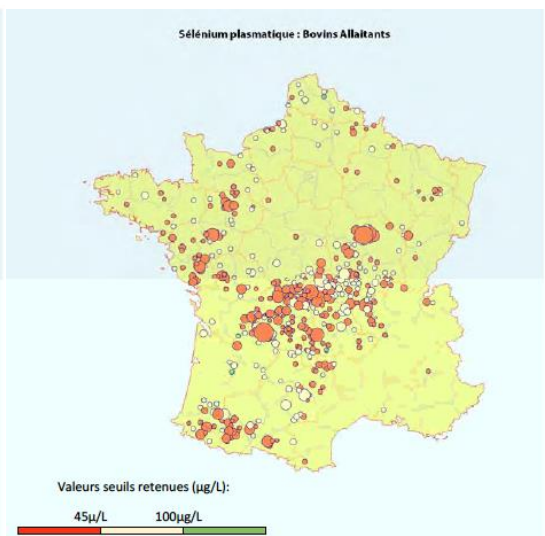 Sélénium plasmatique : Bovins Allaitants
Valeurs seuils retenues (µg/L):
45µ/L 100µg/L